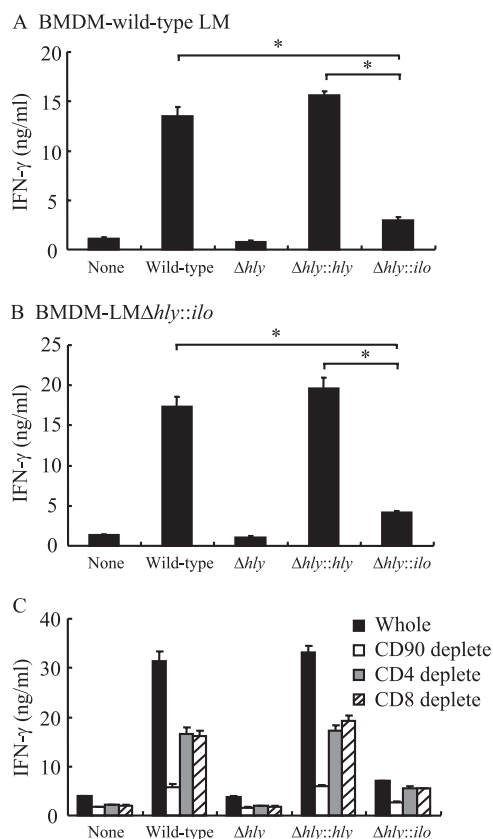 A BMDM-wild-type LM
*
*
IFN-γ (ng/ml)
20
15
10
5
0
None Wild-type Δhly Δhly::hly Δhly::ilo
B BMDM-LMΔhly::ilo
*
*
IFN-γ (ng/ml)
25
20
15
10
5
0
None Wild-type Δhly Δhly::hly Δhly::ilo
C
Whole
CD90 deplete
CD4 deplete
CD8 deplete
IFN-γ (ng/ml)
40
30
20
10
0
None Wild-type Δhly Δhly::hly Δhly::ilo